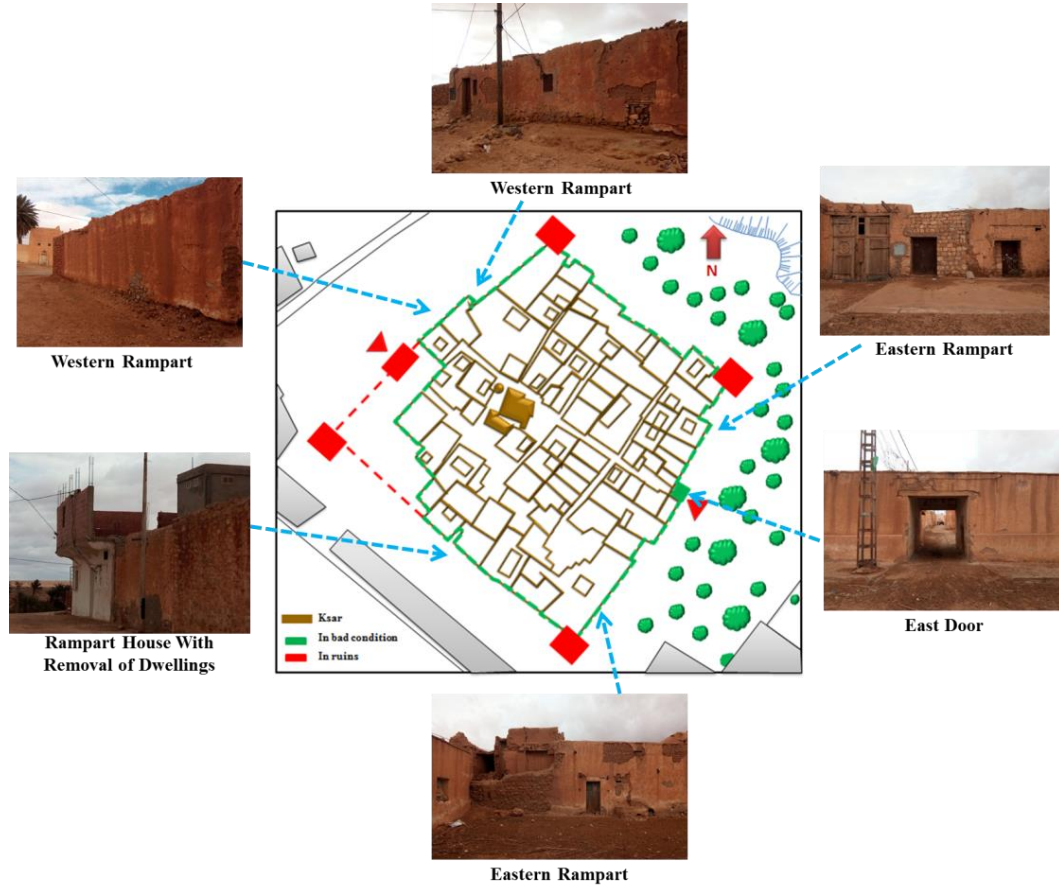 Western Rampart
Western Rampart
Eastern Rampart
N
Ksar
In bad condition
In ruins
Rampart House With
Removal of Dwellings
East Door
Eastern Rampart